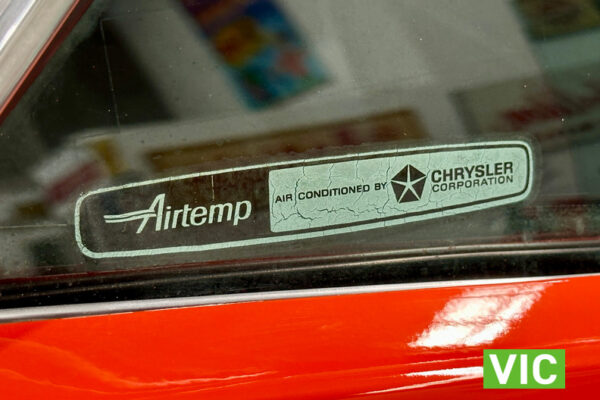 Airtemp
AIR CONDITIONED BY
CHRYSLER
CORPORATION
VIC